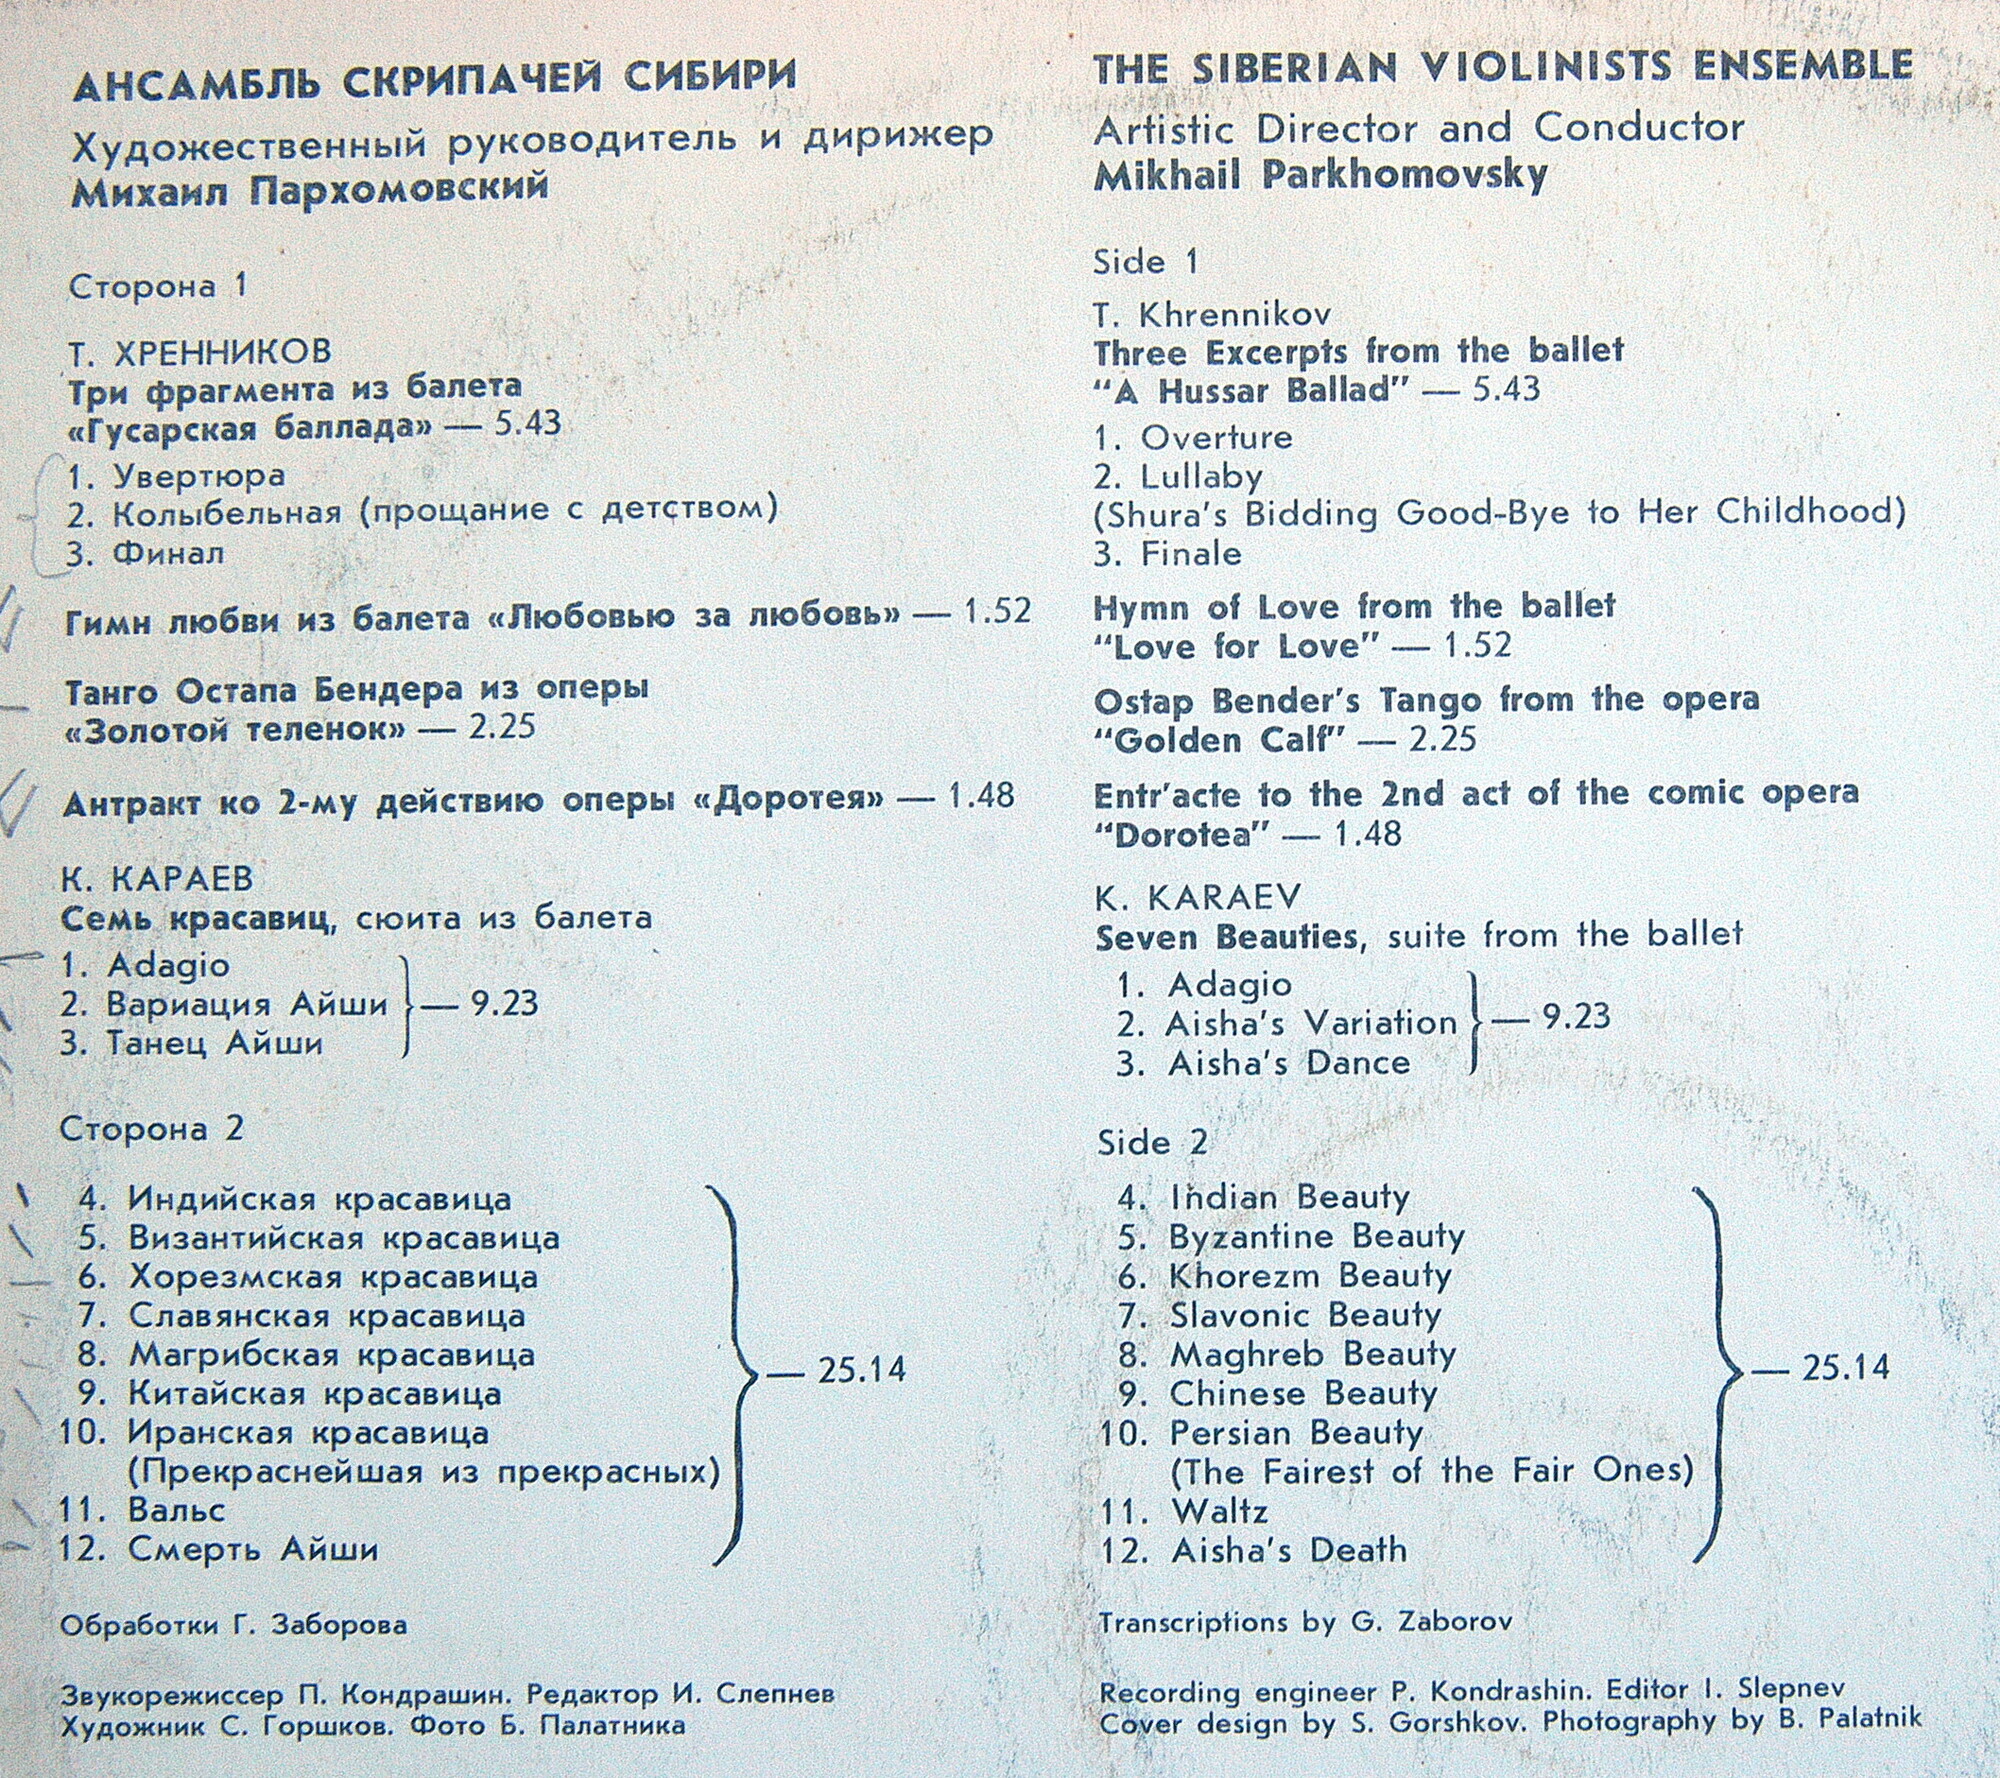 АНСАМБЛЬ СКРИПАЧЕЙ СИБИРИ
Художественный руководитель и дирижер
Михаил Пархомовский
Сторона 1
Т. ХРЕННИКОВ
Три фрагмента из балета
«Гусарская баллада» — 5.43
1. Увертюра
2. Колыбельная (прощание с детством)
3. Финал
Гимн любви из балета «Любовью за любовь» — 1.52
Танго Остапа Бендера из оперы
«Золотой теленок» — 2.25
Антракт ко 2-му действию оперы «Доротея» — 1.48
К. КАРАЕВ
Семь красавиц, сюита из балета
1. Adagio
2. Вариация Айши — 9.23
3. Танец Айши
Сторона 2
4. Индийская красавица
5. Византийская красавица
6. Хорезмская красавица
7. Славянская красавица
8. Магрибская красавица — 25.14
9. Китайская красавица
10. Иранская красавица
(Прекраснейшая из прекрасных)
11. Вальс
12. Смерть Айши
Обработки Г. Заборова
Звукорежиссер П. Кондрашин. Редактор И. Слепнев
Художник С. Горшков. Фото Б. Палатника
THE SIBERIAN VIOLINISTS ENSEMBLE
Artistic Director and Conductor
Mikhail Parkhomovsky
Side 1
T. Khrennikov
Three Excerpts from the ballet
"A Hussar Ballad" — 5.43
1. Overture
2. Lullaby
(Shura's Bidding Good-Bye to Her Childhood)
3. Finale
Hymn of Love from the ballet
"Love for Love" — 1.52
Ostap Bender's Tango from the opera
"Golden Calf" — 2.25
Entr'acte to the 2nd act of the comic opera
"Dorotea" — 1.48
K. KARAEV
Seven Beauties, suite from the ballet
1. Adagio
2. Aisha's Variation — 9.23
3. Aisha's Dance
Side 2
4. Indian Beauty
5. Byzantine Beauty
6. Khorezm Beauty
7. Slavonic Beauty
8. Maghreb Beauty — 25.14
9. Chinese Beauty
10. Persian Beauty
(The Fairest of the Fair Ones)
11. Waltz
12. Aisha's Death
Transcriptions by G. Zaborov
Recording engineer P. Kondrashin. Editor I. Slepnev
Cover design by S. Gorshkov. Photography by B. Palatnik